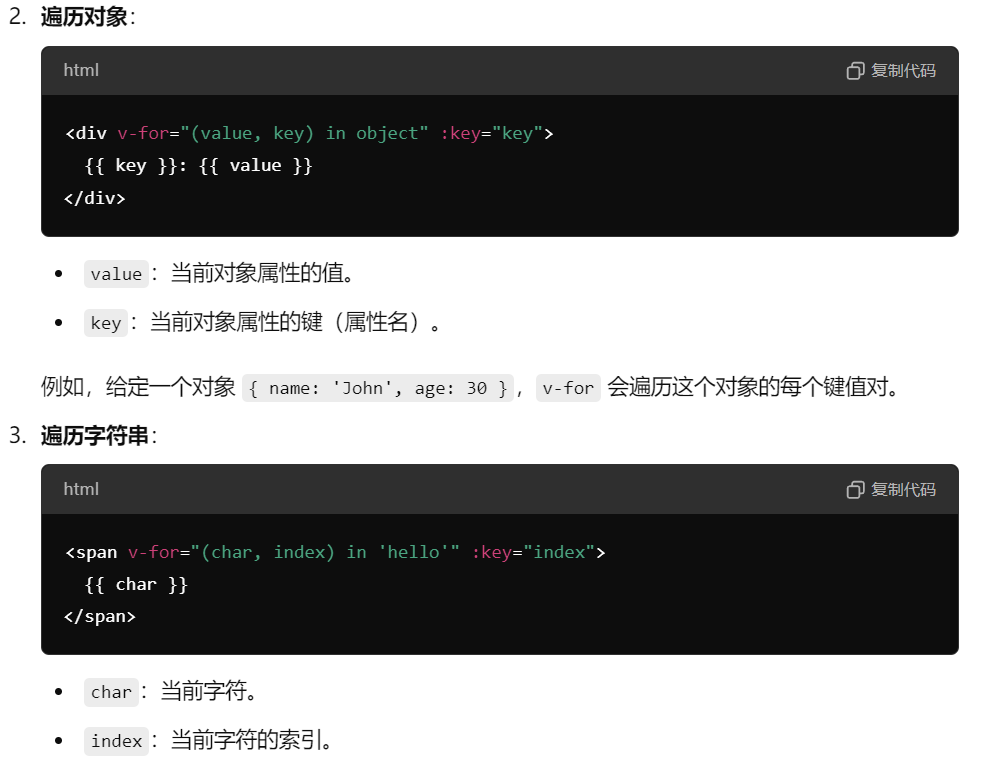 2. 遍历对象:
html 复制代码
<div v-for="(value, key) in object" :key="key">
  {{ key }}: {{ value }}
</div>
• value：当前对象属性的值。
• key：当前对象属性的键（属性名）。
例如，给定一个对象 { name: 'John', age: 30 }，v-for 会遍历这个对象的每个键值对。
3. 遍历字符串:
html 复制代码
<span v-for="(char, index) in 'hello'" :key="index">
  {{ char }}
</span>
• char：当前字符。
• index：当前字符的索引。